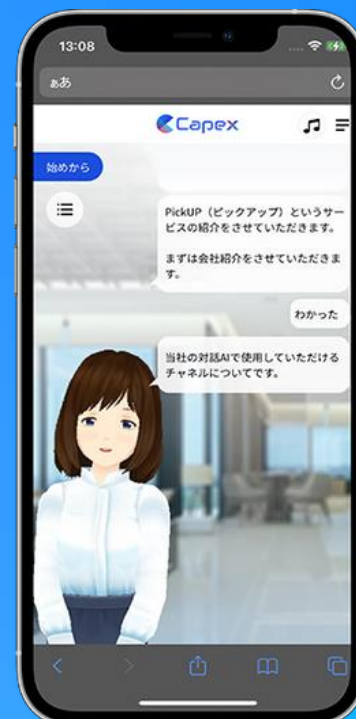 13:08
ぁあ
Capex
始めから
PickUP（ピックアップ）というサー
ビスの紹介をさせていただきます。
まずは会社紹介をさせていただきま
す。
わかった
当社の対話AIで使用していただける
チャネルについてです。